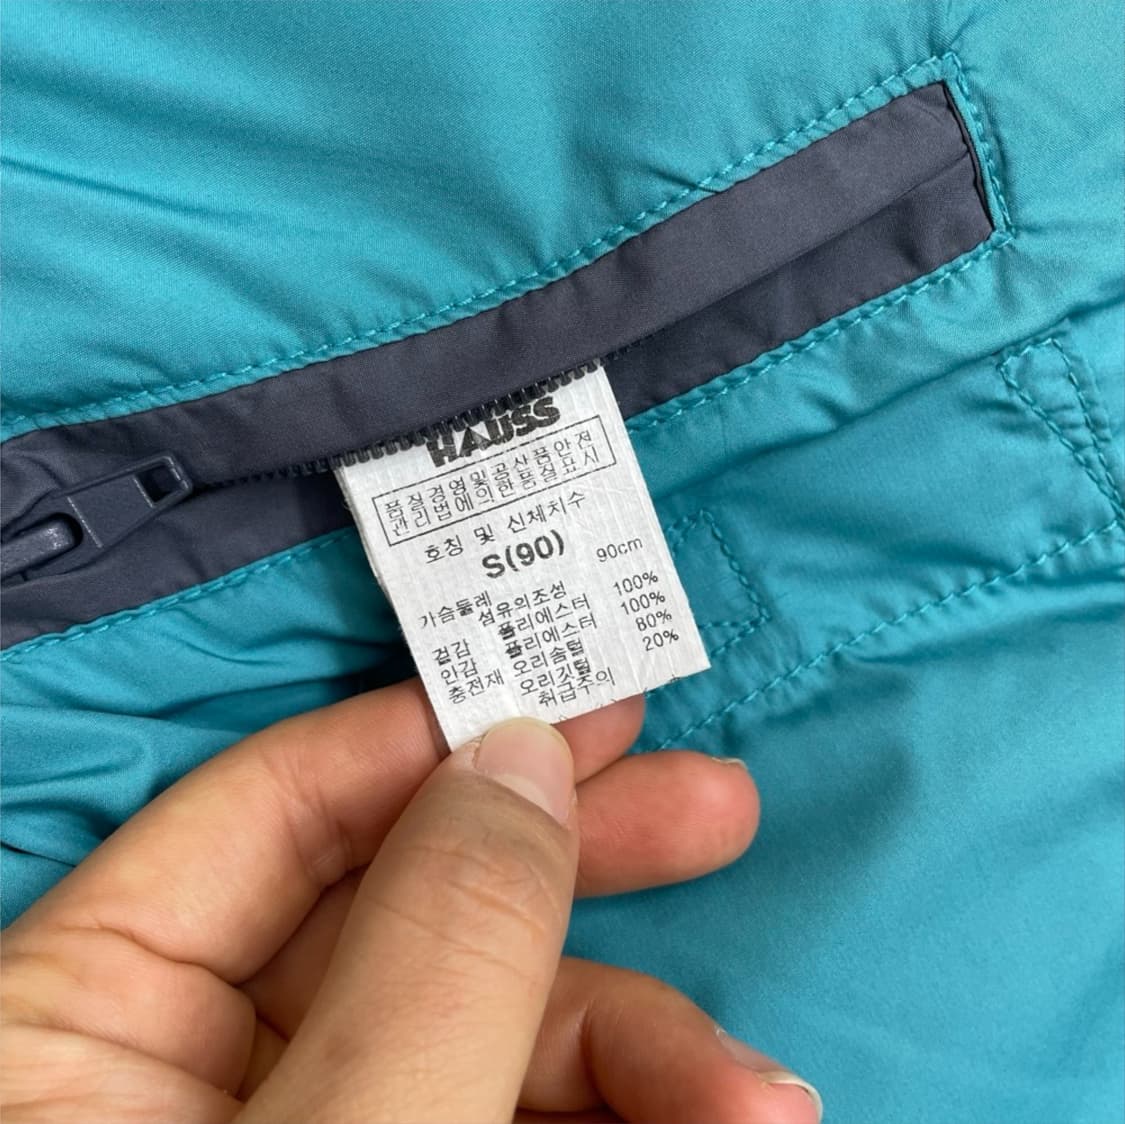 HAUSS
품질경영및공산품안전
관리법에의한품질표시
호칭 및 신체치수
S(90)
가슴둘레 90cm
섬유의조성
겉감 폴리에스터 100%
안감 폴리에스터 100%
충전재 오리솜털 80%
오리깃털 20%
취급주의